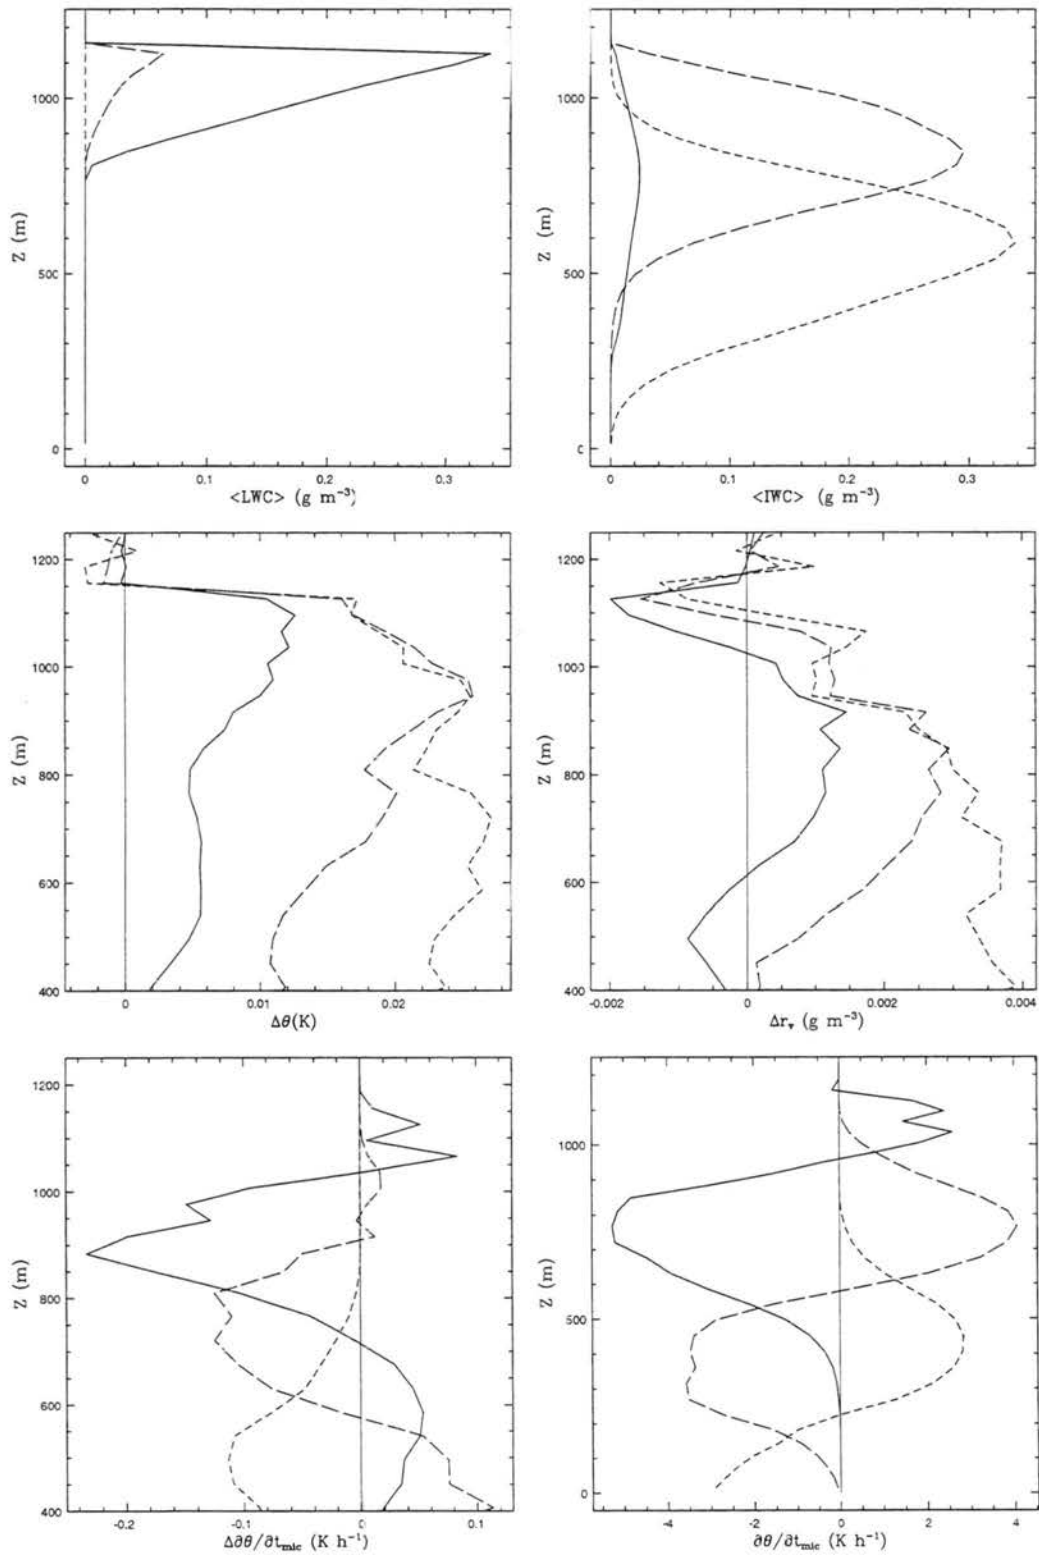 1000
500
0
Z (m)
0 0.1 0.2 0.3
<LWC> (g m⁻³)
1000
500
0
Z (m)
0 0.1 0.2 0.3
<IWC> (g m⁻³)
1200
1000
800
600
400
Z (m)
0 0.01 0.02
Δθ(K)
1200
1000
800
600
400
Z (m)
-0.002 0 0.002 0.004
Δrᵥ (g m⁻³)
1200
1000
800
600
400
Z (m)
-0.2 -0.1 0 0.1
Δ∂θ/∂t_mic (K h⁻¹)
1000
500
0
Z (m)
-4 -2 0 2 4
∂θ/∂t_mic (K h⁻¹)